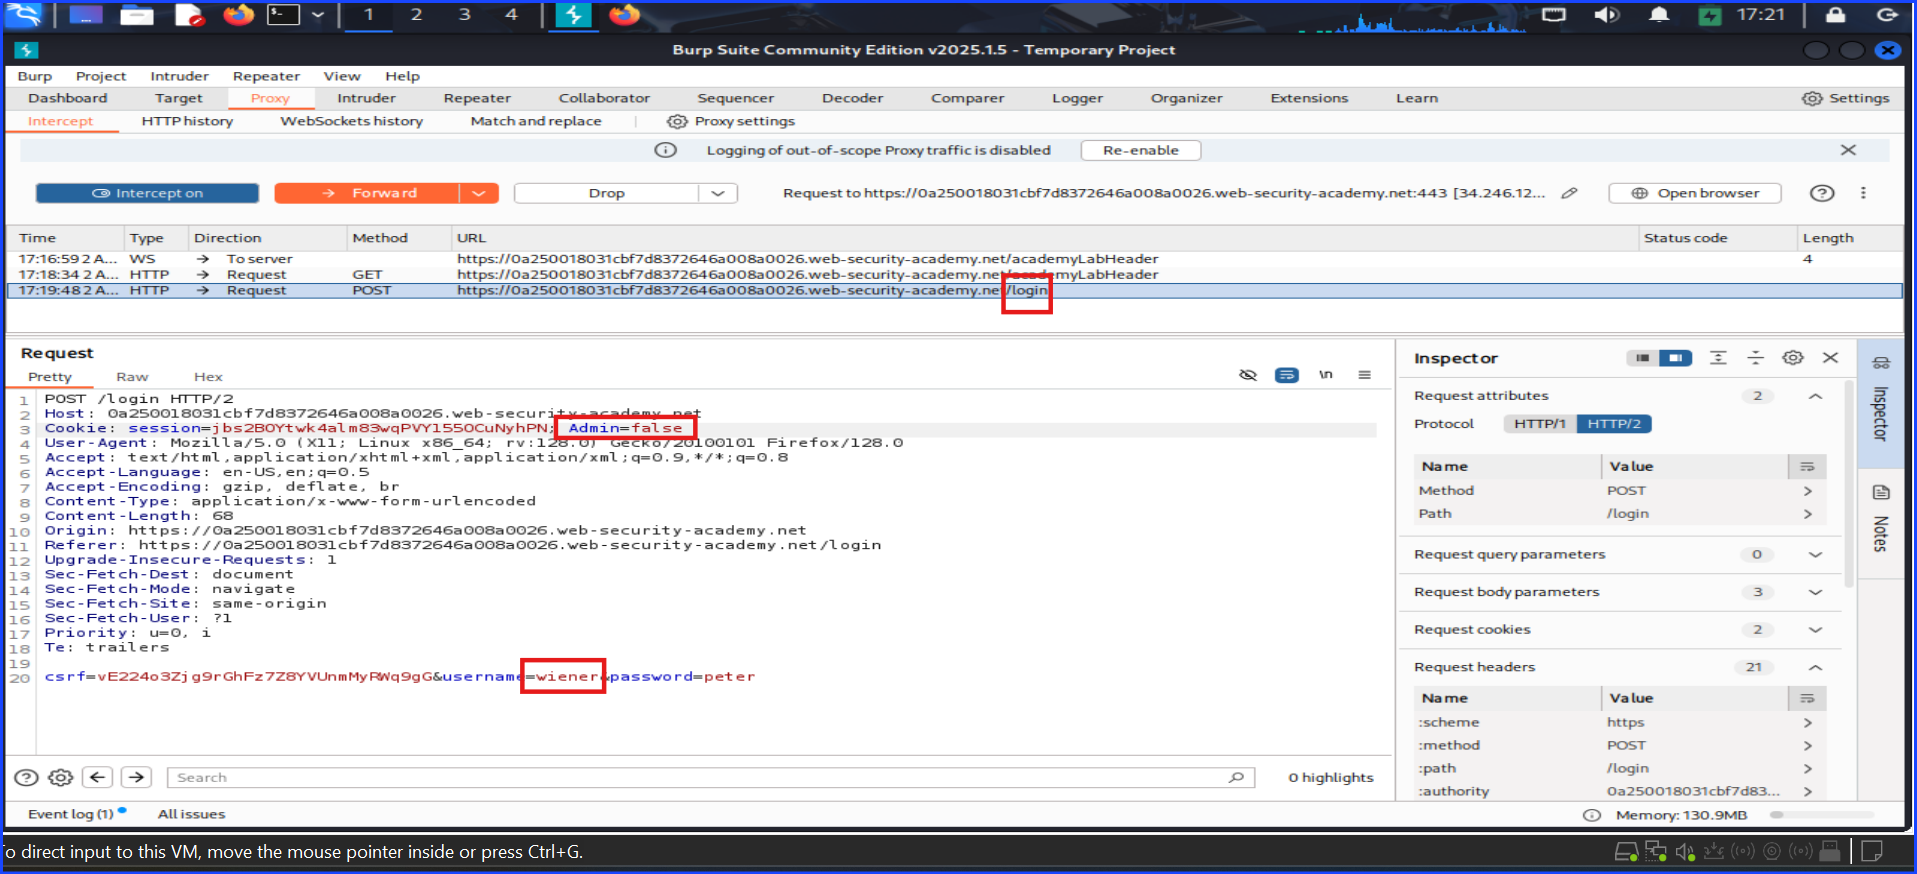 1 2 3 4 17:21
Burp Suite Community Edition v2025.1.5 - Temporary Project
Burp Project Intruder Repeater View Help
Dashboard Target Proxy Intruder Repeater Collaborator Sequencer Decoder Comparer Logger Organizer Extensions Learn Settings
Intercept HTTP history WebSockets history Match and replace Proxy settings
Logging of out-of-scope Proxy traffic is disabled Re-enable
Intercept on Forward Drop Request to https://0a250018031cbf7d8372646a008a0026.web-security-academy.net:443 [34.246.12... Open browser
Time Type Direction Method URL Status code Length
17:16:59 2 A... WS → To server https://0a250018031cbf7d8372646a008a0026.web-security-academy.net/academyLabHeader 4
17:18:34 2 A... HTTP → Request GET https://0a250018031cbf7d8372646a008a0026.web-security-academy.net/academyLabHeader
17:19:48 2 A... HTTP → Request POST https://0a250018031cbf7d8372646a008a0026.web-security-academy.net/login
Request
Pretty Raw Hex \n
1 POST /login HTTP/2
2 Host: 0a250018031cbf7d8372646a008a0026.web-security-academy.net
3 Cookie: session=jbs2BOYtwk4alm83wqPVY155OCuNyhPN; Admin=false
4 User-Agent: Mozilla/5.0 (X11; Linux x86_64; rv:128.0) Gecko/20100101 Firefox/128.0
5 Accept: text/html,application/xhtml+xml,application/xml;q=0.9,*/*;q=0.8
6 Accept-Language: en-US,en;q=0.5
7 Accept-Encoding: gzip, deflate, br
8 Content-Type: application/x-www-form-urlencoded
9 Content-Length: 68
10 Origin: https://0a250018031cbf7d8372646a008a0026.web-security-academy.net
11 Referer: https://0a250018031cbf7d8372646a008a0026.web-security-academy.net/login
12 Upgrade-Insecure-Requests: 1
13 Sec-Fetch-Dest: document
14 Sec-Fetch-Mode: navigate
15 Sec-Fetch-Site: same-origin
16 Sec-Fetch-User: ?1
17 Priority: u=0, i
18 Te: trailers
19
20 csrf=vE224o3Zjg9rGhFz7Z8YVUnmMyRWq9gG&username=wiener&password=peter
Search 0 highlights
Inspector
Request attributes 2
Protocol HTTP/1 HTTP/2
Name Value
Method POST
Path /login
Request query parameters 0
Request body parameters 3
Request cookies 2
Request headers 21
Name Value
:scheme https
:method POST
:path /login
:authority 0a250018031cbf7d83...
Inspector
Notes
Event log (1) All issues Memory: 130.9MB
o direct input to this VM, move the mouse pointer inside or press Ctrl+G.